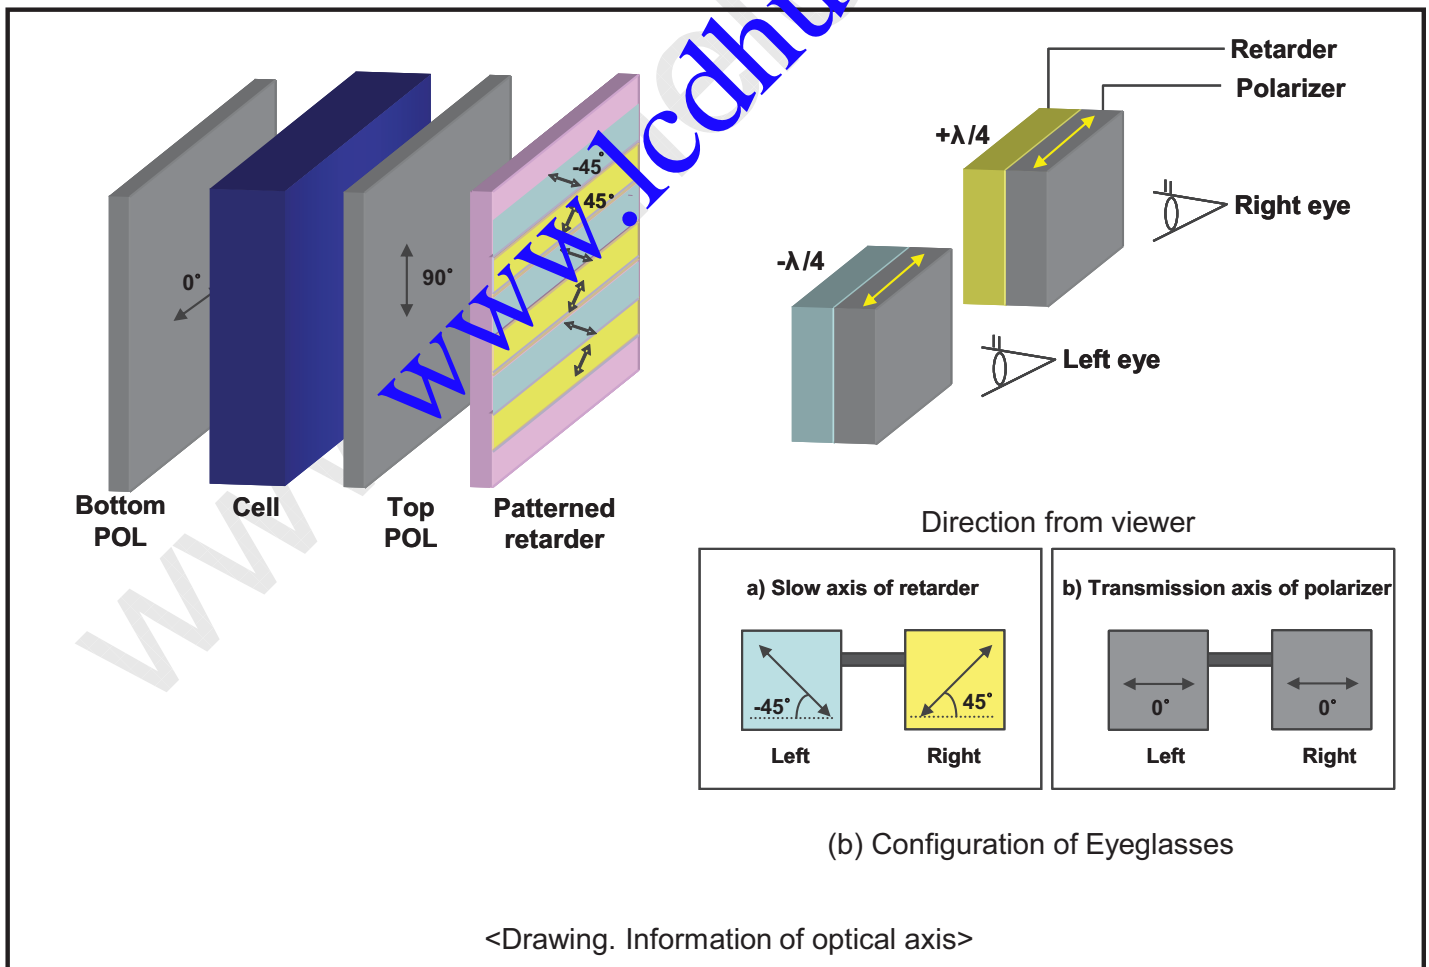 Retarder
Polarizer
+λ/4
-45°
45°
Right eye
-λ/4
0°
90°
Left eye
www.lcdhu
Bottom
POL
Cell
Top
POL
Patterned
retarder
Direction from viewer
a) Slow axis of retarder
b) Transmission axis of polarizer
-45°
45°
0°
0°
Left
Right
Left
Right
(b) Configuration of Eyeglasses
<Drawing. Information of optical axis>